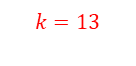 k = 13